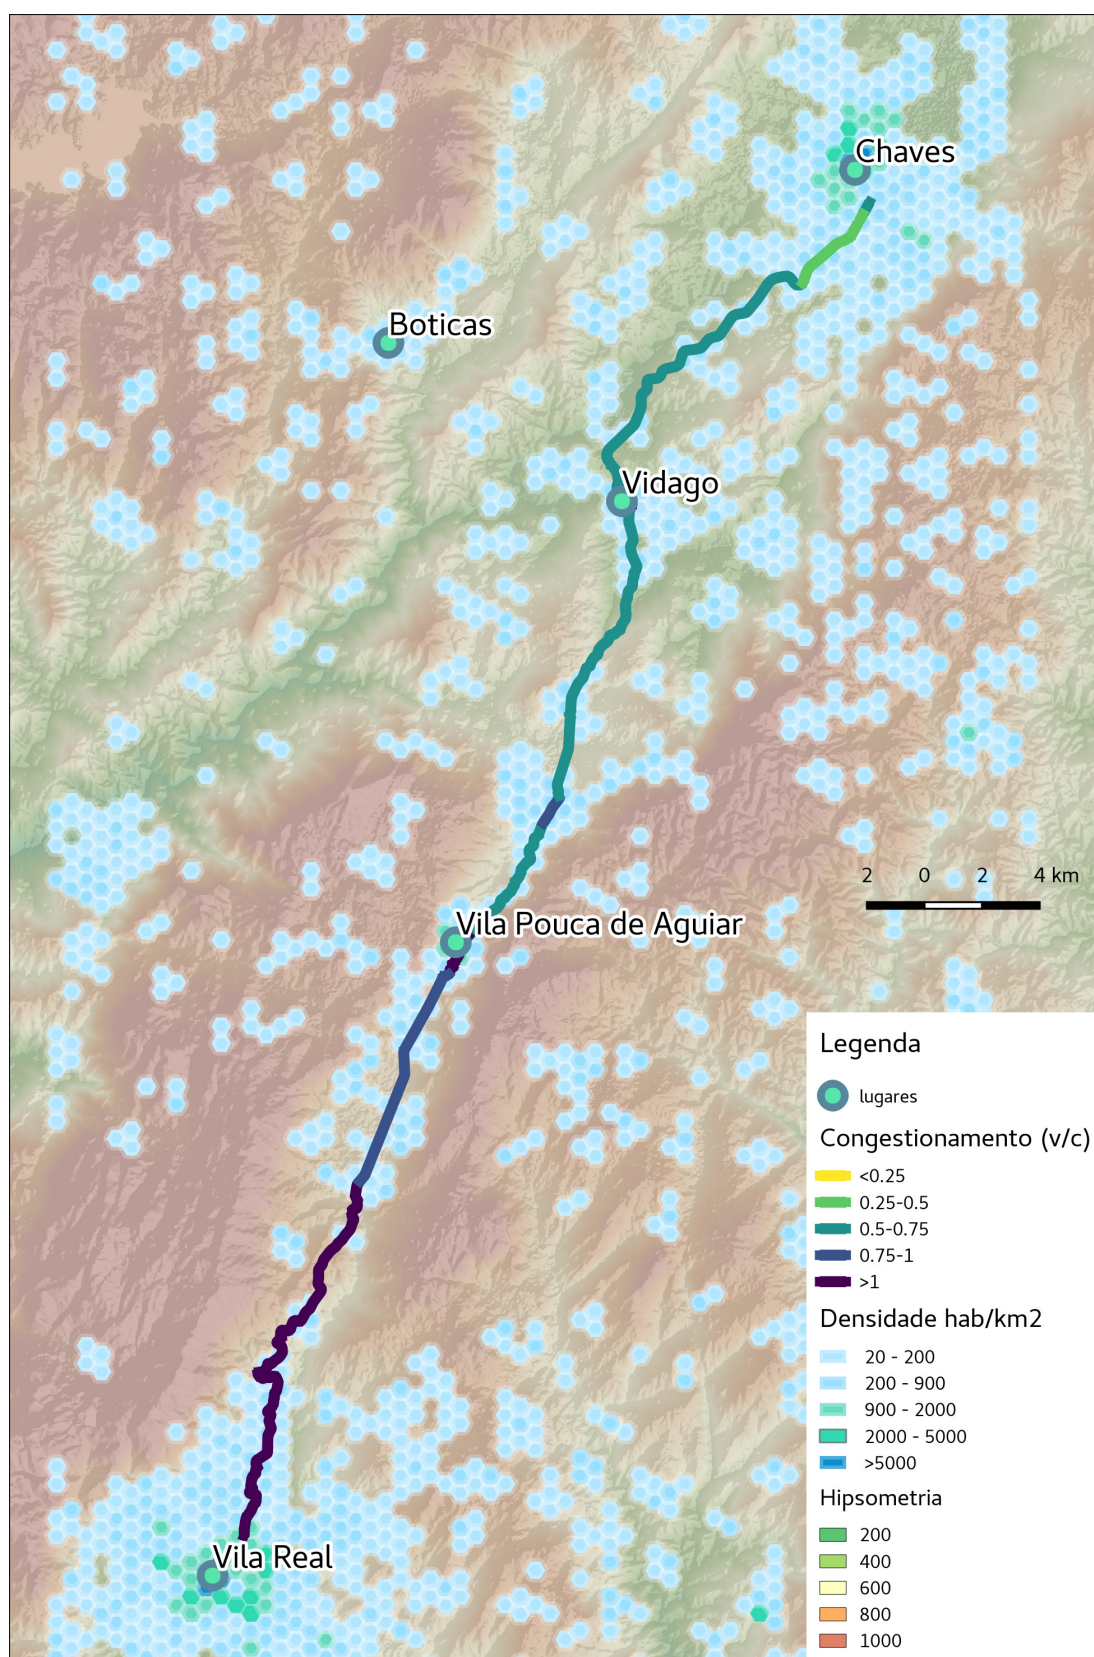 Chaves
Boticas
Vidago
2 0 2 4 km
Vila Pouca de Aguiar
Legenda
lugares
Congestionamento (v/c)
<0.25
0.25-0.5
0.5-0.75
0.75-1
>1
Densidade hab/km2
20 - 200
200 - 900
900 - 2000
2000 - 5000
>5000
Hipsometria
200
400
600
800
1000
Vila Real